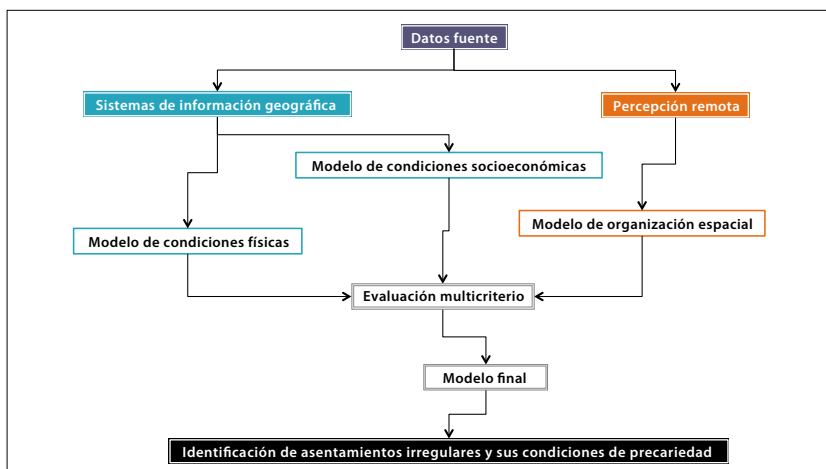 Datos fuente
Sistemas de información geográfica
Percepción remota
Modelo de condiciones socioeconómicas
Modelo de condiciones físicas
Modelo de organización espacial
Evaluación multicriterio
Modelo final
Identificación de asentamientos irregulares y sus condiciones de precariedad